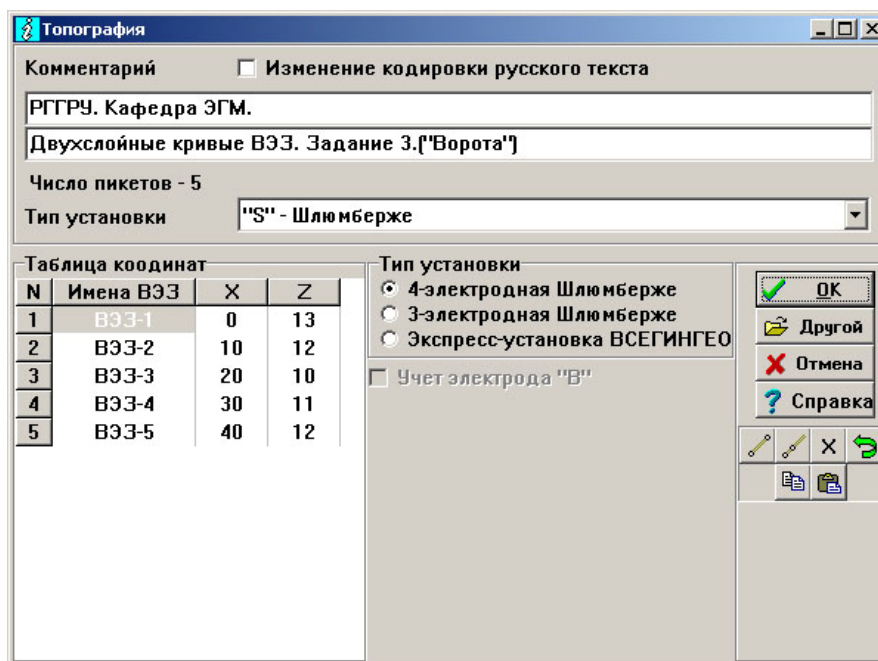 Топография
Комментарий Изменение кодировки русского текста
РГГРУ. Кафедра ЭГМ.
Двухслойные кривые ВЭЗ. Задание 3.("Ворота")
Число пикетов - 5
Тип установки "S" - Шлюмберже
Таблица коодинат
N Имена ВЭЗ X Z
1 ВЭЗ-1 0 13
2 ВЭЗ-2 10 12
3 ВЭЗ-3 20 10
4 ВЭЗ-4 30 11
5 ВЭЗ-5 40 12
Тип установки
4-электродная Шлюмберже
3-электродная Шлюмберже
Экспресс-установка ВСЕГИНГЕО
Учет электрода "B"
OK
Другой
Отмена
Справка